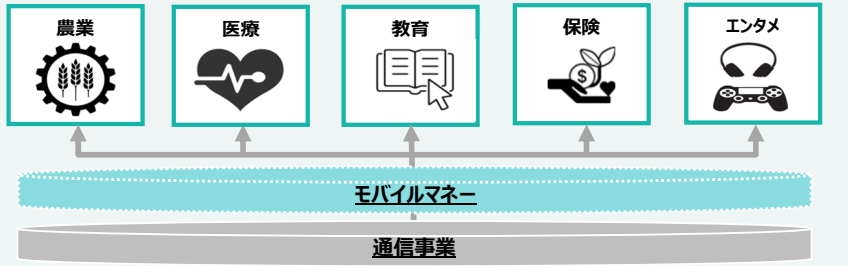 農業
医療
教育
保険
エンタメ
モバイルマネー
通信事業